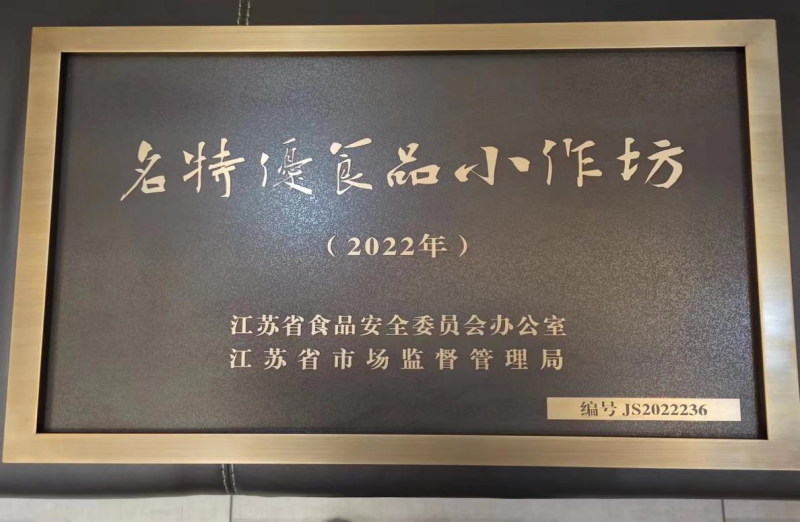 名特優食品小作坊
（2022年）
江苏省食品安全委员会办公室
江苏省市场监督管理局
编号 JS2022236